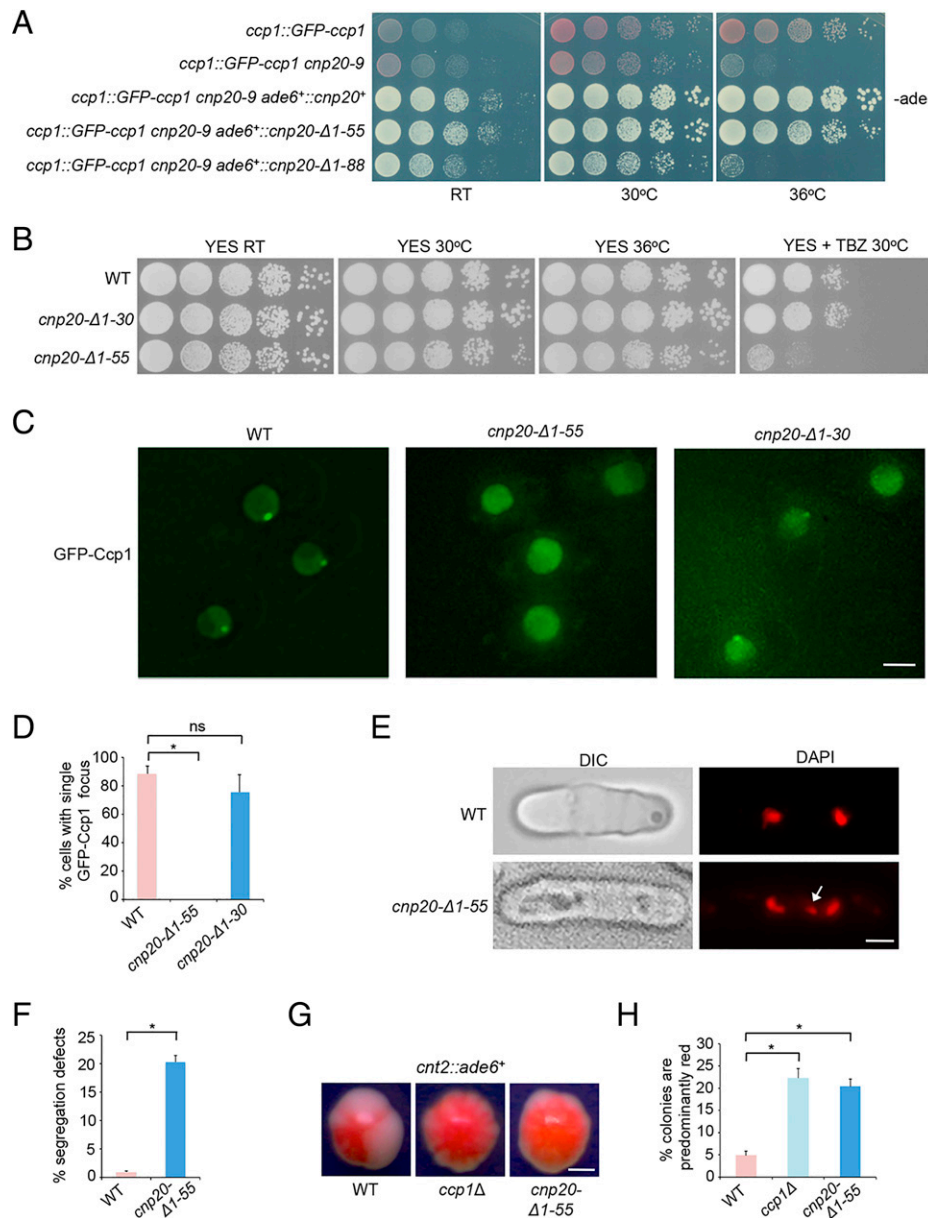 A
ccp1::GFP-ccp1
ccp1::GFP-ccp1 cnp20-9
ccp1::GFP-ccp1 cnp20-9 ade6⁺::cnp20⁺
ccp1::GFP-ccp1 cnp20-9 ade6⁺::cnp20-Δ1-55
ccp1::GFP-ccp1 cnp20-9 ade6⁺::cnp20-Δ1-88
-ade
RT
30ºC
36ºC
B
YES RT
YES 30ºC
YES 36ºC
YES + TBZ 30ºC
WT
cnp20-Δ1-30
cnp20-Δ1-55
C
WT
cnp20-Δ1-55
cnp20-Δ1-30
GFP-Ccp1
D
% cells with single
GFP-Ccp1 focus
100
80
60
40
20
0
ns
*
WT
cnp20-Δ1-55
cnp20-Δ1-30
E
DIC
DAPI
WT
cnp20-Δ1-55
F
% segregation defects
25
20
15
10
5
0
*
WT
cnp20-
Δ1-55
G
cnt2::ade6⁺
WT
ccp1Δ
cnp20-
Δ1-55
H
% colonies are
predominantly red
30
25
20
15
10
5
0
*
*
WT
ccp1Δ
cnp20-
Δ1-55